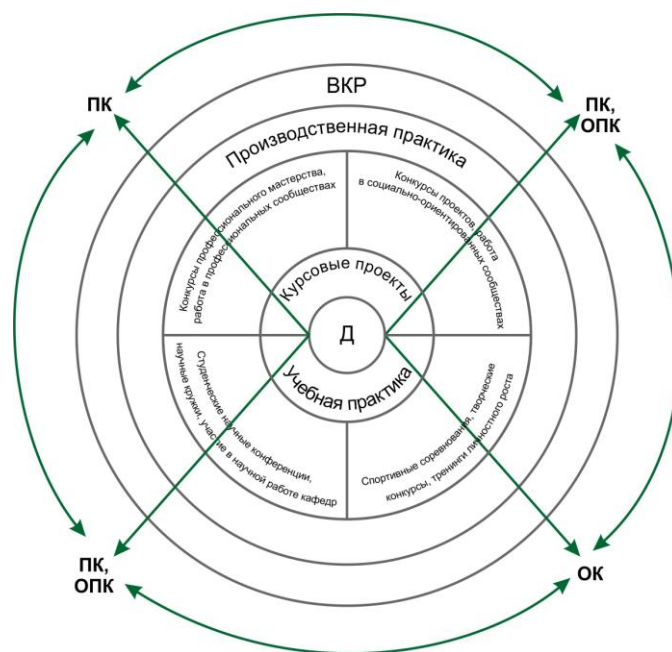 ВКР
ПК
ПК,
ОПК
Производственная практика
Конкурсы профессионального мастерства,
работа в профессиональных сообществах
Конкурсы проектов, работа
в социально-ориентированных сообществах
Курсовые проекты
Д
Учебная практика
Студенческие научные конференции,
научные кружки, участие в научной работе кафедр
Спортивные соревнования, творческие
конкурсы, тренинги личностного роста
ПК,
ОПК
ОК